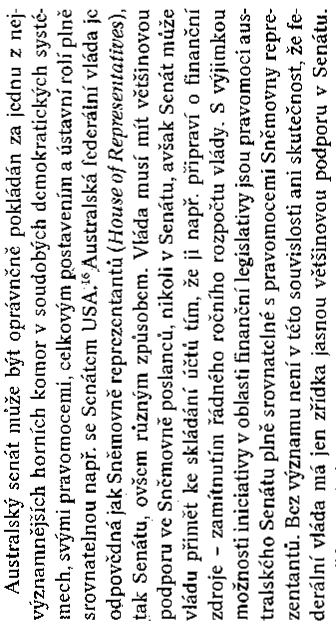 Australský senát může být oprávněně pokládán za jednu z nej-
významnějších horních komor v soudobých demokratických systé-
mech, svými pravomocemi, celkovým postavením a ústavní rolí plně
srovnatelnou např. se Senátem USA.¹⁶ Australská federální vláda je
odpovědná jak Sněmovně reprezentantů (House of Representatives),
tak Senátu, ovšem různým způsobem. Vláda musí mít většinovou
podporu ve Sněmovně poslanců, nikoli v Senátu, avšak Senát může
vládu přimět ke skládání účtů tím, že ji např. připraví o finanční
zdroje – zamítnutím řádného ročního rozpočtu vlády. S výjimkou
možnosti iniciativy v oblasti finanční legislativy jsou pravomoci aus-
tralského Senátu plně srovnatelné s pravomocemi Sněmovny repre-
zentantů. Bez významu není v této souvislosti ani skutečnost, že fe-
derální vláda má jen zřídka jasnou většinovou podporu v Senátu.